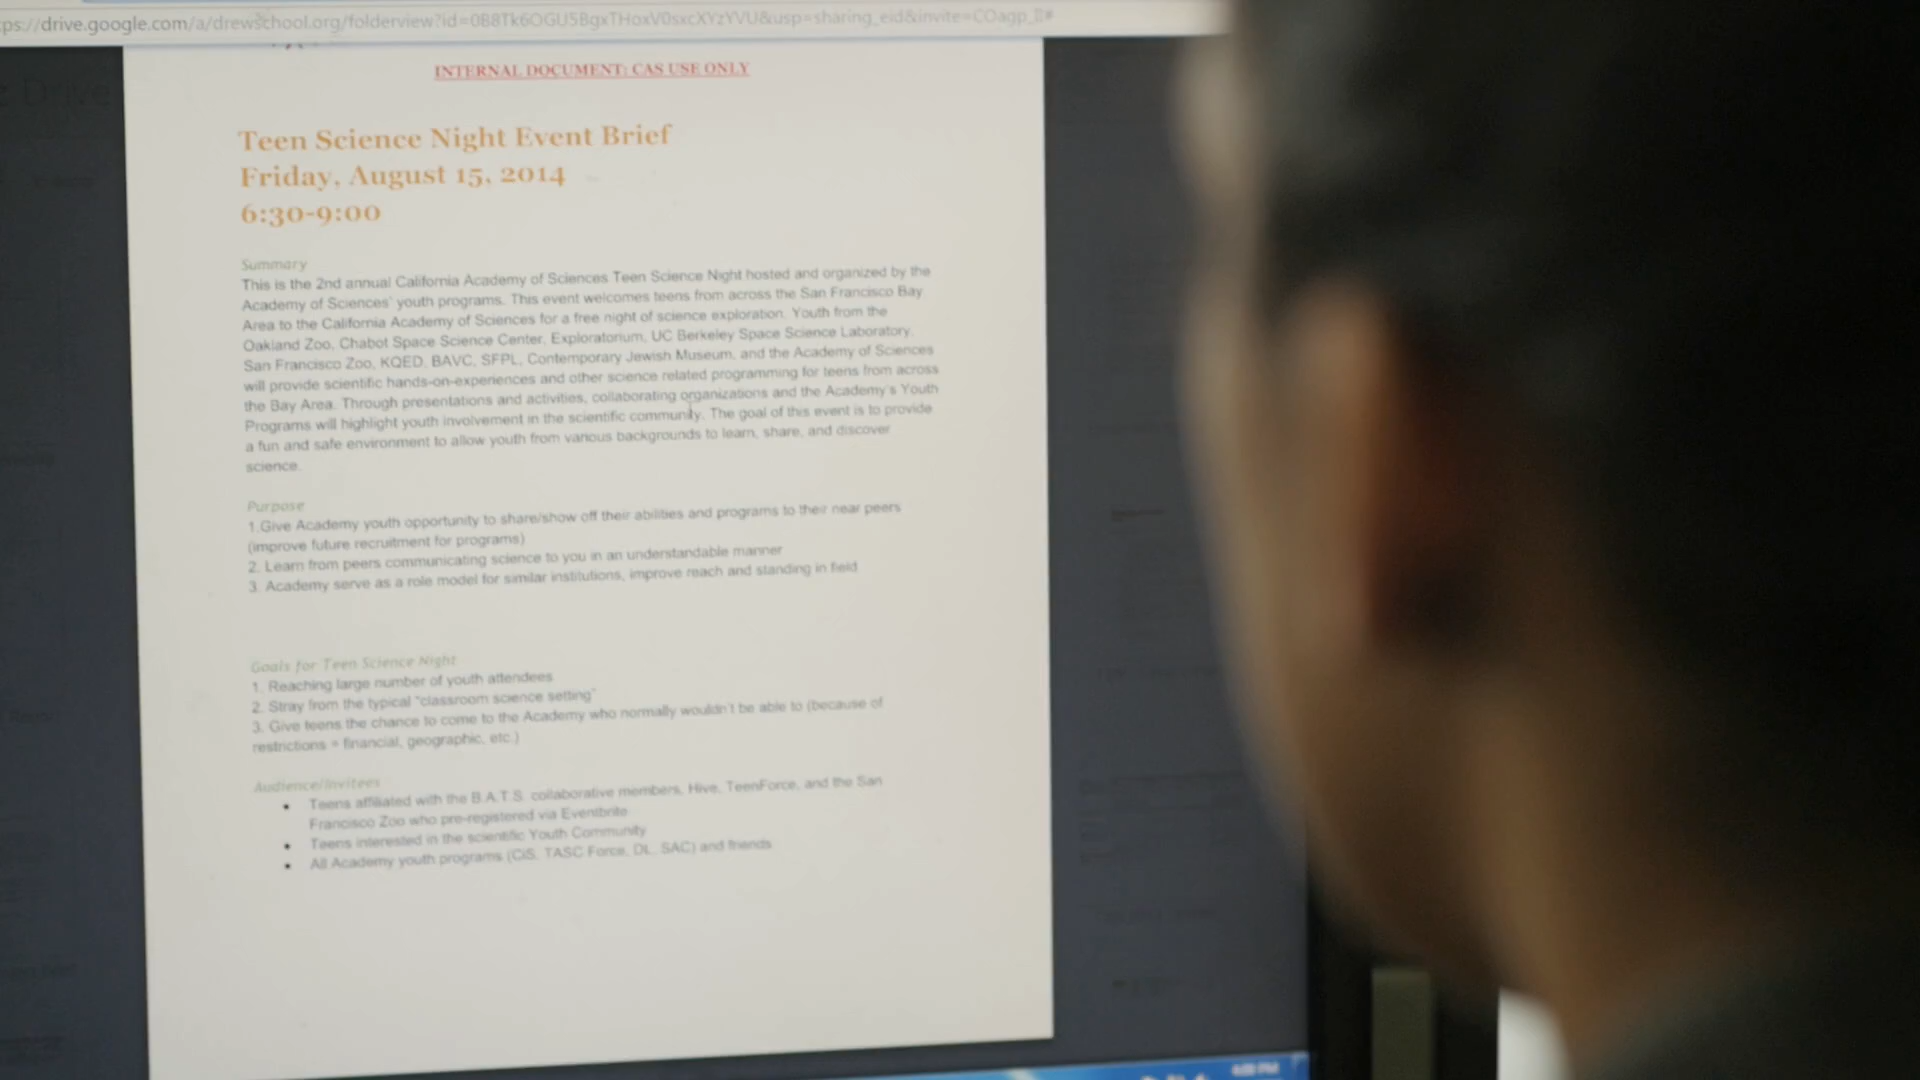 ps://drive.google.com/a/drewschool.org/folderview?id=0B8Tk6OGU5BgxTHoxV0sxcXYzYVU&usp=sharing_eid&invite=COagp_
Drive
INTERNAL DOCUMENT: CAS USE ONLY
Teen Science Night Event Brief
Friday, August 15, 2014
6:30-9:00
Summary
This is the 2nd annual California Academy of Sciences Teen Science Night hosted and organized by the
Academy of Sciences' youth programs. This event welcomes teens from across the San Francisco Bay
Area to the California Academy of Sciences for a free night of science exploration. Youth from the
Oakland Zoo, Chabot Space Science Center, Exploratorium, UC Berkeley Space Science Laboratory,
San Francisco Zoo, KQED, BAVC, SFPL, Contemporary Jewish Museum, and the Academy of Sciences
will provide scientific hands-on-experiences and other science related programming for teens from across
the Bay Area. Through presentations and activities, collaborating organizations and the Academy's Youth
Programs will highlight youth involvement in the scientific community. The goal of this event is to provide
a fun and safe environment to allow youth from various backgrounds to learn, share, and discover
science.
Purpose
1.Give Academy youth opportunity to share/show off their abilities and programs to their near peers
(improve future recruitment for programs)
2. Learn from peers communicating science to you in an understandable manner
3. Academy serve as a role model for similar institutions, improve reach and standing in field
Goals for Teen Science Night
1. Reaching large number of youth attendees
2. Stray from the typical "classroom science setting"
3. Give teens the chance to come to the Academy who normally wouldn't be able to (because of
restrictions = financial, geographic, etc.)
Audience/Invitees
• Teens affiliated with the B.A.T.S. collaborative members, Hive, TeenForce, and the San
Francisco Zoo who pre-registered via Eventbrite
• Teens interested in the scientific Youth Community
• All Academy youth programs (CiS, TASC Force, DL, SAC) and friends